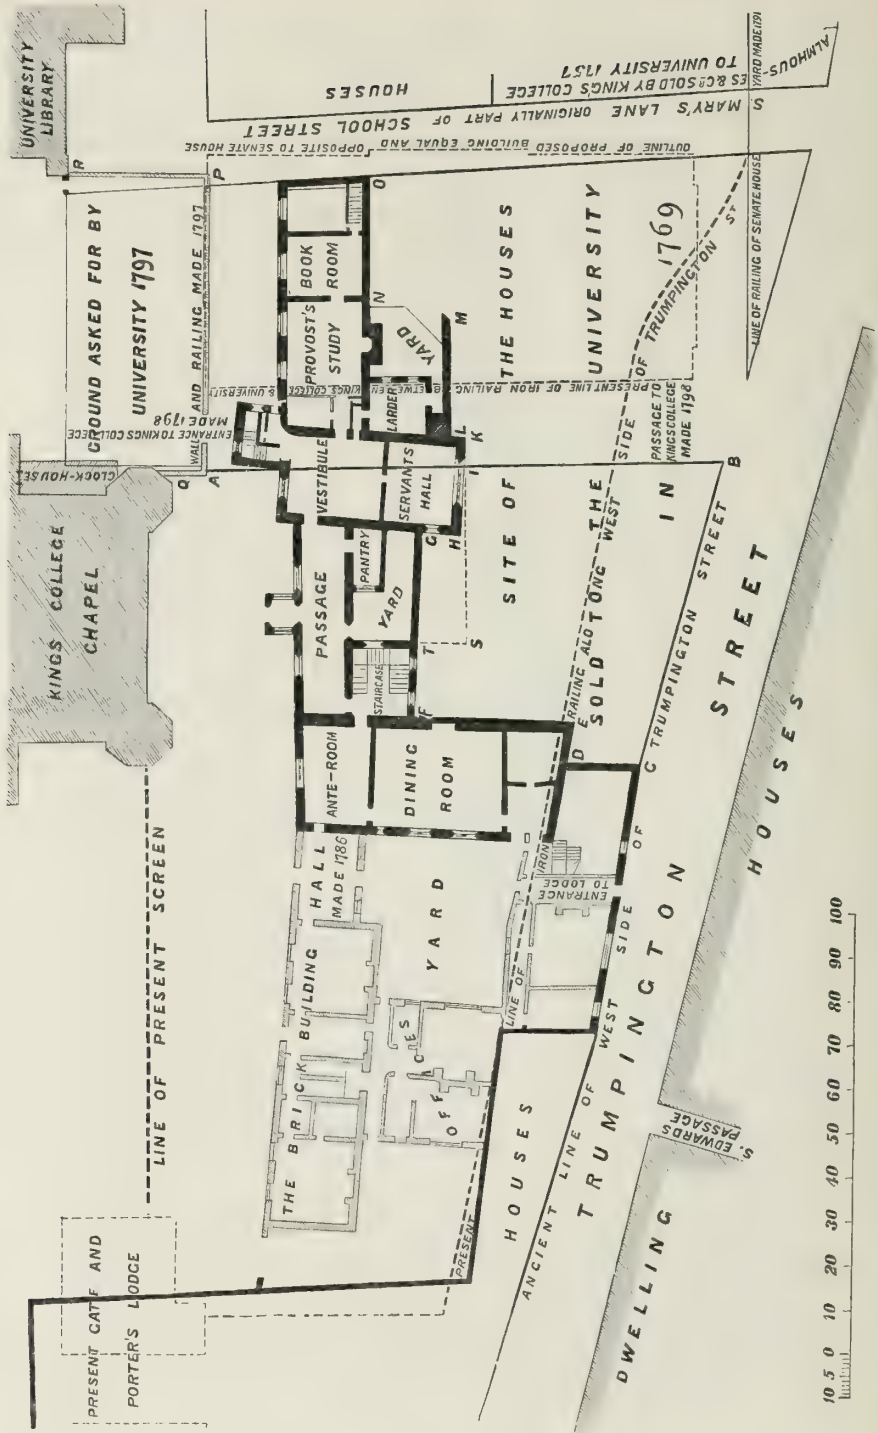 UNIVERSITY
LIBRARY
R
P
GROUND ASKED FOR BY
UNIVERSITY 1797
AND RAILING MADE 1797
WALL
ENTRANCE TO KINGS COLLEGE
MADE 1798
CLOCK-HOUSE
Q
A
KINGS COLLEGE
CHAPEL
LINE OF PRESENT SCREEN
PRESENT GATE AND
PORTER'S LODGE
HOUSES
ES & Cº SOLD BY KING'S COLLEGE
TO UNIVERSITY 1757
S. MARY'S LANE ORIGINALLY PART OF SCHOOL STREET
OUTLINE OF PROPOSED BUILDING EQUAL AND OPPOSITE TO SENATE HOUSE
YARD MADE 1791
ALMHOUS-
LINE OF RAILING OF SENATE HOUSE
BOOK
ROOM
PROVOST'S
STUDY
O
N
YARD
M
LARDER
L
K
I
VESTIBULE
SERVANTS
HALL
G
H
PASSAGE
PANTRY
YARD
STAIRCASE
T
S
F
ANTE-ROOM
DINING
ROOM
HALL
MADE 1786
THE BRICK BUILDING
YARD
OFFICES
PRESENT LINE OF IRON RAILING BETWEEN KINGS COLLEGE & UNIVERSITY
SITE OF THE HOUSES
SOLD TO THE UNIVERSITY
IN 1769
PASSAGE TO
KINGS COLLEGE
MADE 1798
PRESENT LINE OF IRON RAILING ALONG WEST SIDE OF TRUMPINGTON ST
D
E
C
B
ENTRANCE
TO LODGE
HOUSES
ANCIENT LINE OF WEST SIDE OF TRUMPINGTON STREET
TRUMPINGTON STREET
S. EDWARDS
PASSAGE
DWELLING HOUSES
10 5 0 10 20 30 40 50 60 70 80 90 100